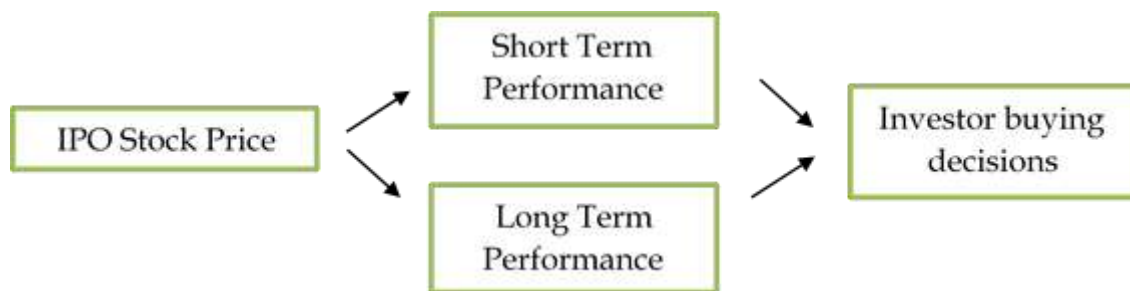 IPO Stock Price
Short Term
Performance
Long Term
Performance
Investor buying
decisions